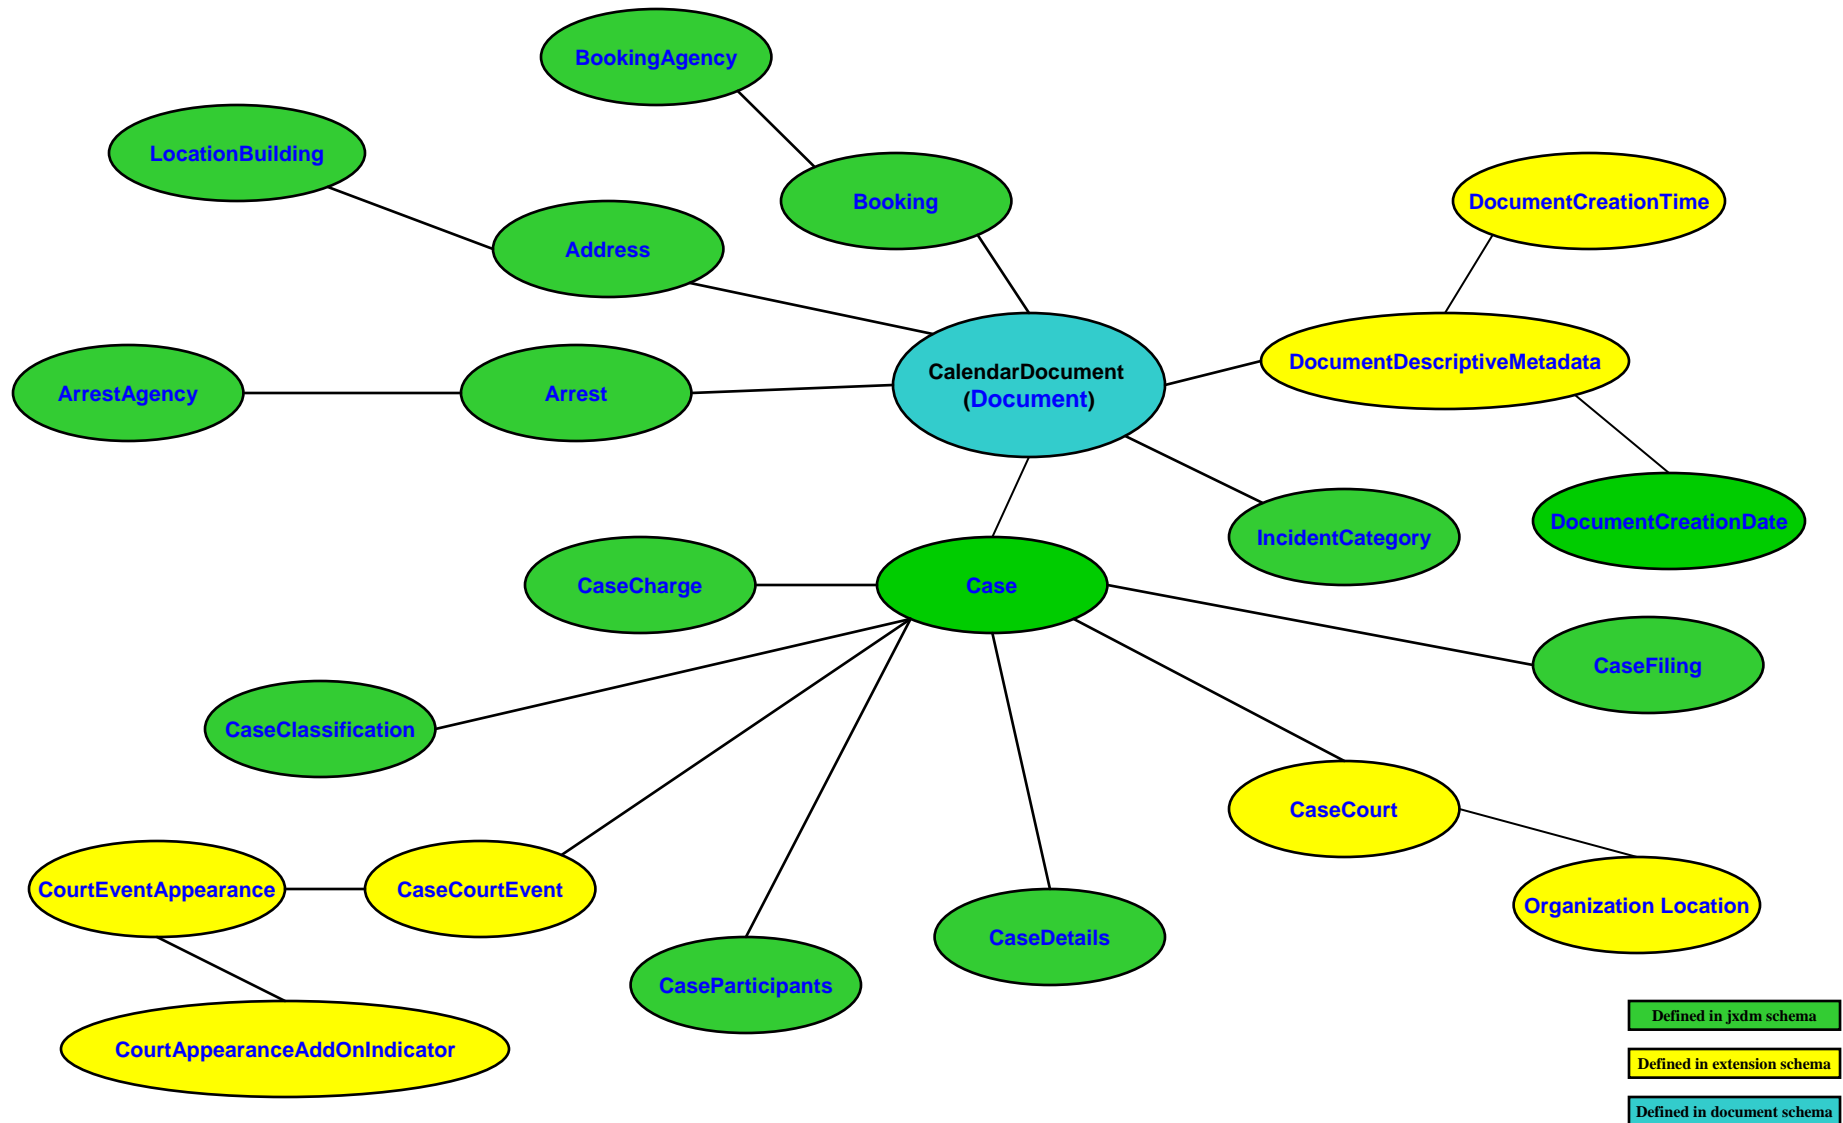 BookingAgency
LocationBuilding
Booking
DocumentCreationTime
Address
DocumentDescriptiveMetadata
CalendarDocument
(Document)
ArrestAgency
Arrest
DocumentCreationDate
IncidentCategory
CaseCharge
Case
CaseFiling
CaseClassification
CaseCourt
CourtEventAppearance
CaseCourtEvent
Organization Location
CaseDetails
CaseParticipants
CourtAppearanceAddOnIndicator
Defined in jxdm schema
Defined in extension schema
Defined in document schema